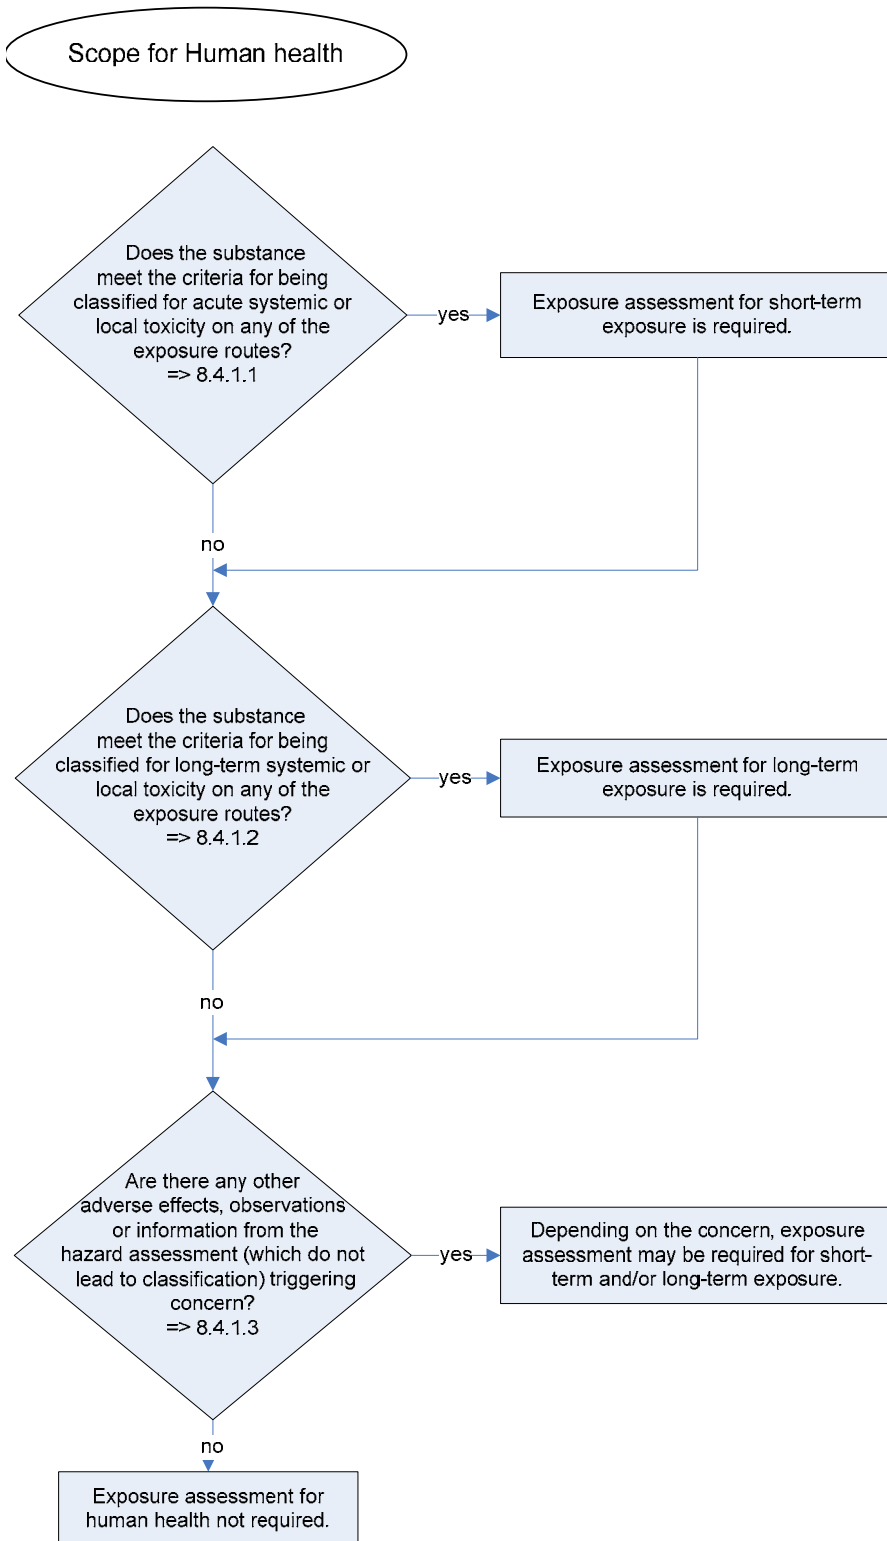 Scope for Human health
Does the substance
meet the criteria for being
classified for acute systemic or
local toxicity on any of the
exposure routes?
=> 8.4.1.1
yes
Exposure assessment for short-term
exposure is required.
no
Does the substance
meet the criteria for being
classified for long-term systemic or
local toxicity on any of the
exposure routes?
=> 8.4.1.2
yes
Exposure assessment for long-term
exposure is required.
no
Are there any other
adverse effects, observations
or information from the
hazard assessment (which do not
lead to classification) triggering
concern?
=> 8.4.1.3
yes
Depending on the concern, exposure
assessment may be required for short-
term and/or long-term exposure.
no
Exposure assessment for
human health not required.